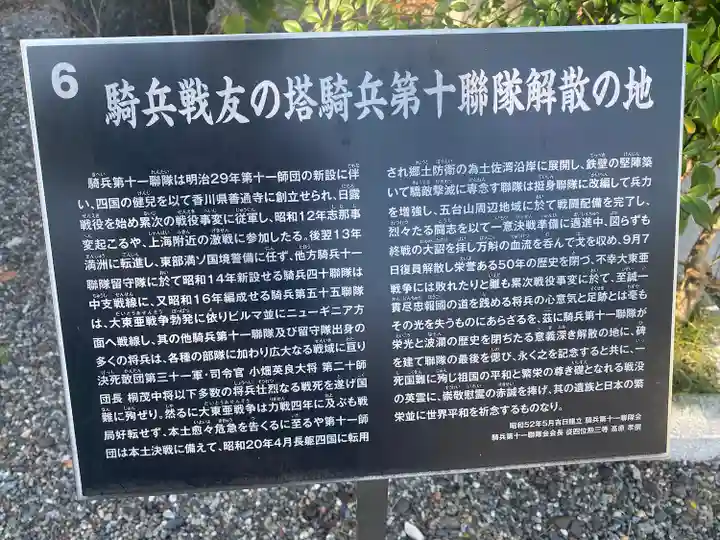 6
騎兵戦友の塔騎兵第十聯隊解散の地
騎兵第十一聯隊は明治29年第十一師団の新設に伴
い、四国の健兒を以て香川県善通寺に創立せられ、日露
戦役を始め累次の戦役事変に従軍し、昭和12年志那事
変起こるや、上海附近の激戦に参加したる。後翌13年
満洲に転進し、東部満ソ国境警備に任ず、他方騎兵十一
聯隊留守隊に於て昭和14年新設せる騎兵四十聯隊は
中支戦線に、又昭和16年編成せる騎兵第五十五聯隊
は、大東亜戦争勃発に依りビルマ並にニューギニア方
面へ戦線し、其の他騎兵第十一聯隊及び留守隊出身の
多くの将兵は、各種の部隊に加わり広大なる戦域に亘り
決死敢団第三十一軍・司令官 小畑英良大将 第二十師
団長 桐茂中将以下多数の将兵壮烈なる戦死を遂げ国
難に殉ぜり。然るに大東亜戦争は力戦四年に及ぶも戦
局好転せず、本土愈々危急を告くるに至るや第十一師
団は本土決戦に備えて、昭和20年4月長躯四国に転用
され郷土防衛の為土佐湾沿岸に展開し、鉄壁の堅陣築
いて驕敵撃滅に専念す聯隊は挺身聯隊に改編して兵力
を増強し、五台山周辺地域に於て戦闘配備を完了し、
烈々たる闘志を以て一意決戦準備に邁進中、図らずも
終戦の大詔を拝し万斛の血流を呑んで戈を収め、9月7
日復員解散し栄誉ある50年の歴史を閉づ、不幸大東亜
戦争には敗れたりと雖も累次戦役事変に於て、至誠一
貫尽忠報國の道を践める将兵の心意気と足跡とは毫も
その光を失うものにあらざるを、茲に騎兵第十一聯隊が
栄光と波瀾の歴史を閉ぢたる意義深き解散の地に、碑
を建て聯隊の最後を偲び、永く之を記念すると共に、一
死国難に殉じ祖国の平和と繁栄の尊き礎となれる戦没
の英霊に、崇敬慰霊の赤誠を捧げ、其の遺族と日本の繁
栄並に世界平和を祈念するものなり。
昭和52年5月吉日建立 騎兵第十一聯隊会
騎兵第十一聯隊会会長 従四位勲三等 高原 孝俶